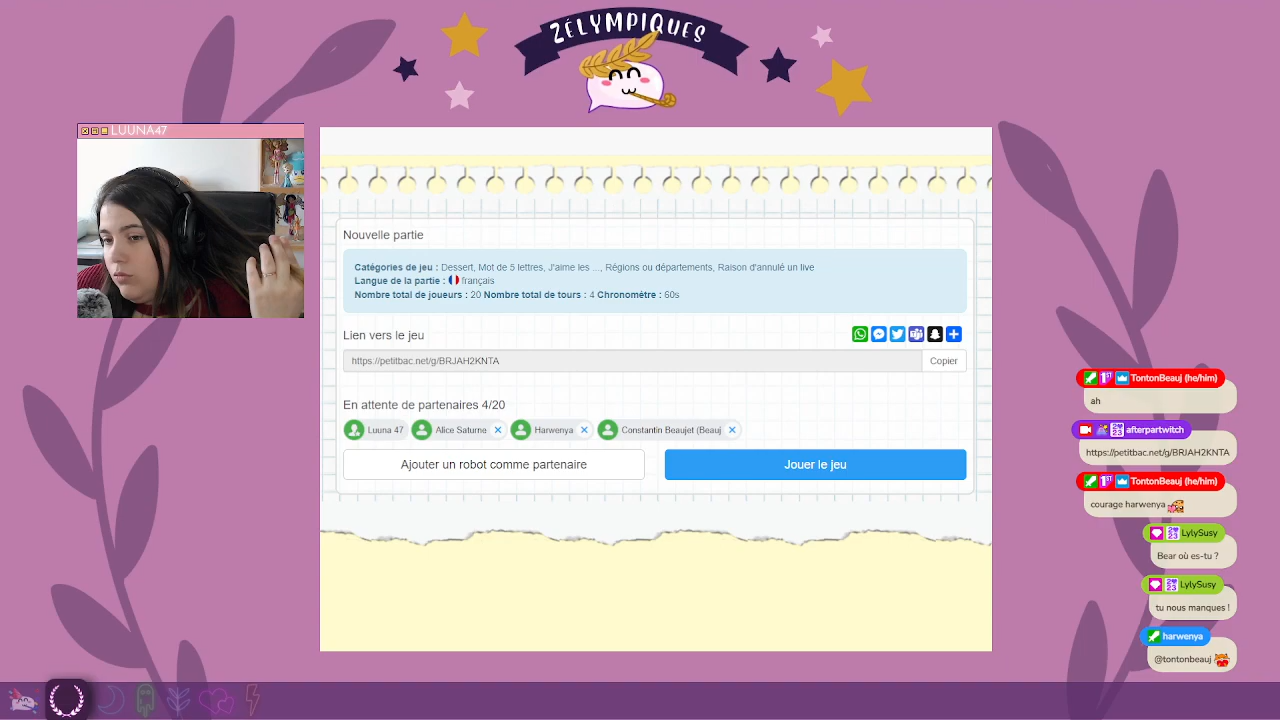 ZÉLYMPIQUES
LUUNA47
Nouvelle partie
Catégories de jeu : Dessert, Mot de 5 lettres, J'aime les ..., Régions ou départements, Raison d'annulé un live
Langue de la partie : français
Nombre total de joueurs : 20 Nombre total de tours : 4 Chronomètre : 60s
Lien vers le jeu
https://petitbac.net/g/BRJAH2KNTA
Copier
En attente de partenaires 4/20
Luuna 47
Alice Saturne
Harwenya
Constantin Beaujet (Beauj
Ajouter un robot comme partenaire
Jouer le jeu
TontonBeauj (he/him)
ah
afterpartwitch
https://petitbac.net/g/BRJAH2KNTA
TontonBeauj (he/him)
courage harwenya
LylySusy
Bear où es-tu ?
LylySusy
tu nous manques !
harwenya
@tontonbeauj